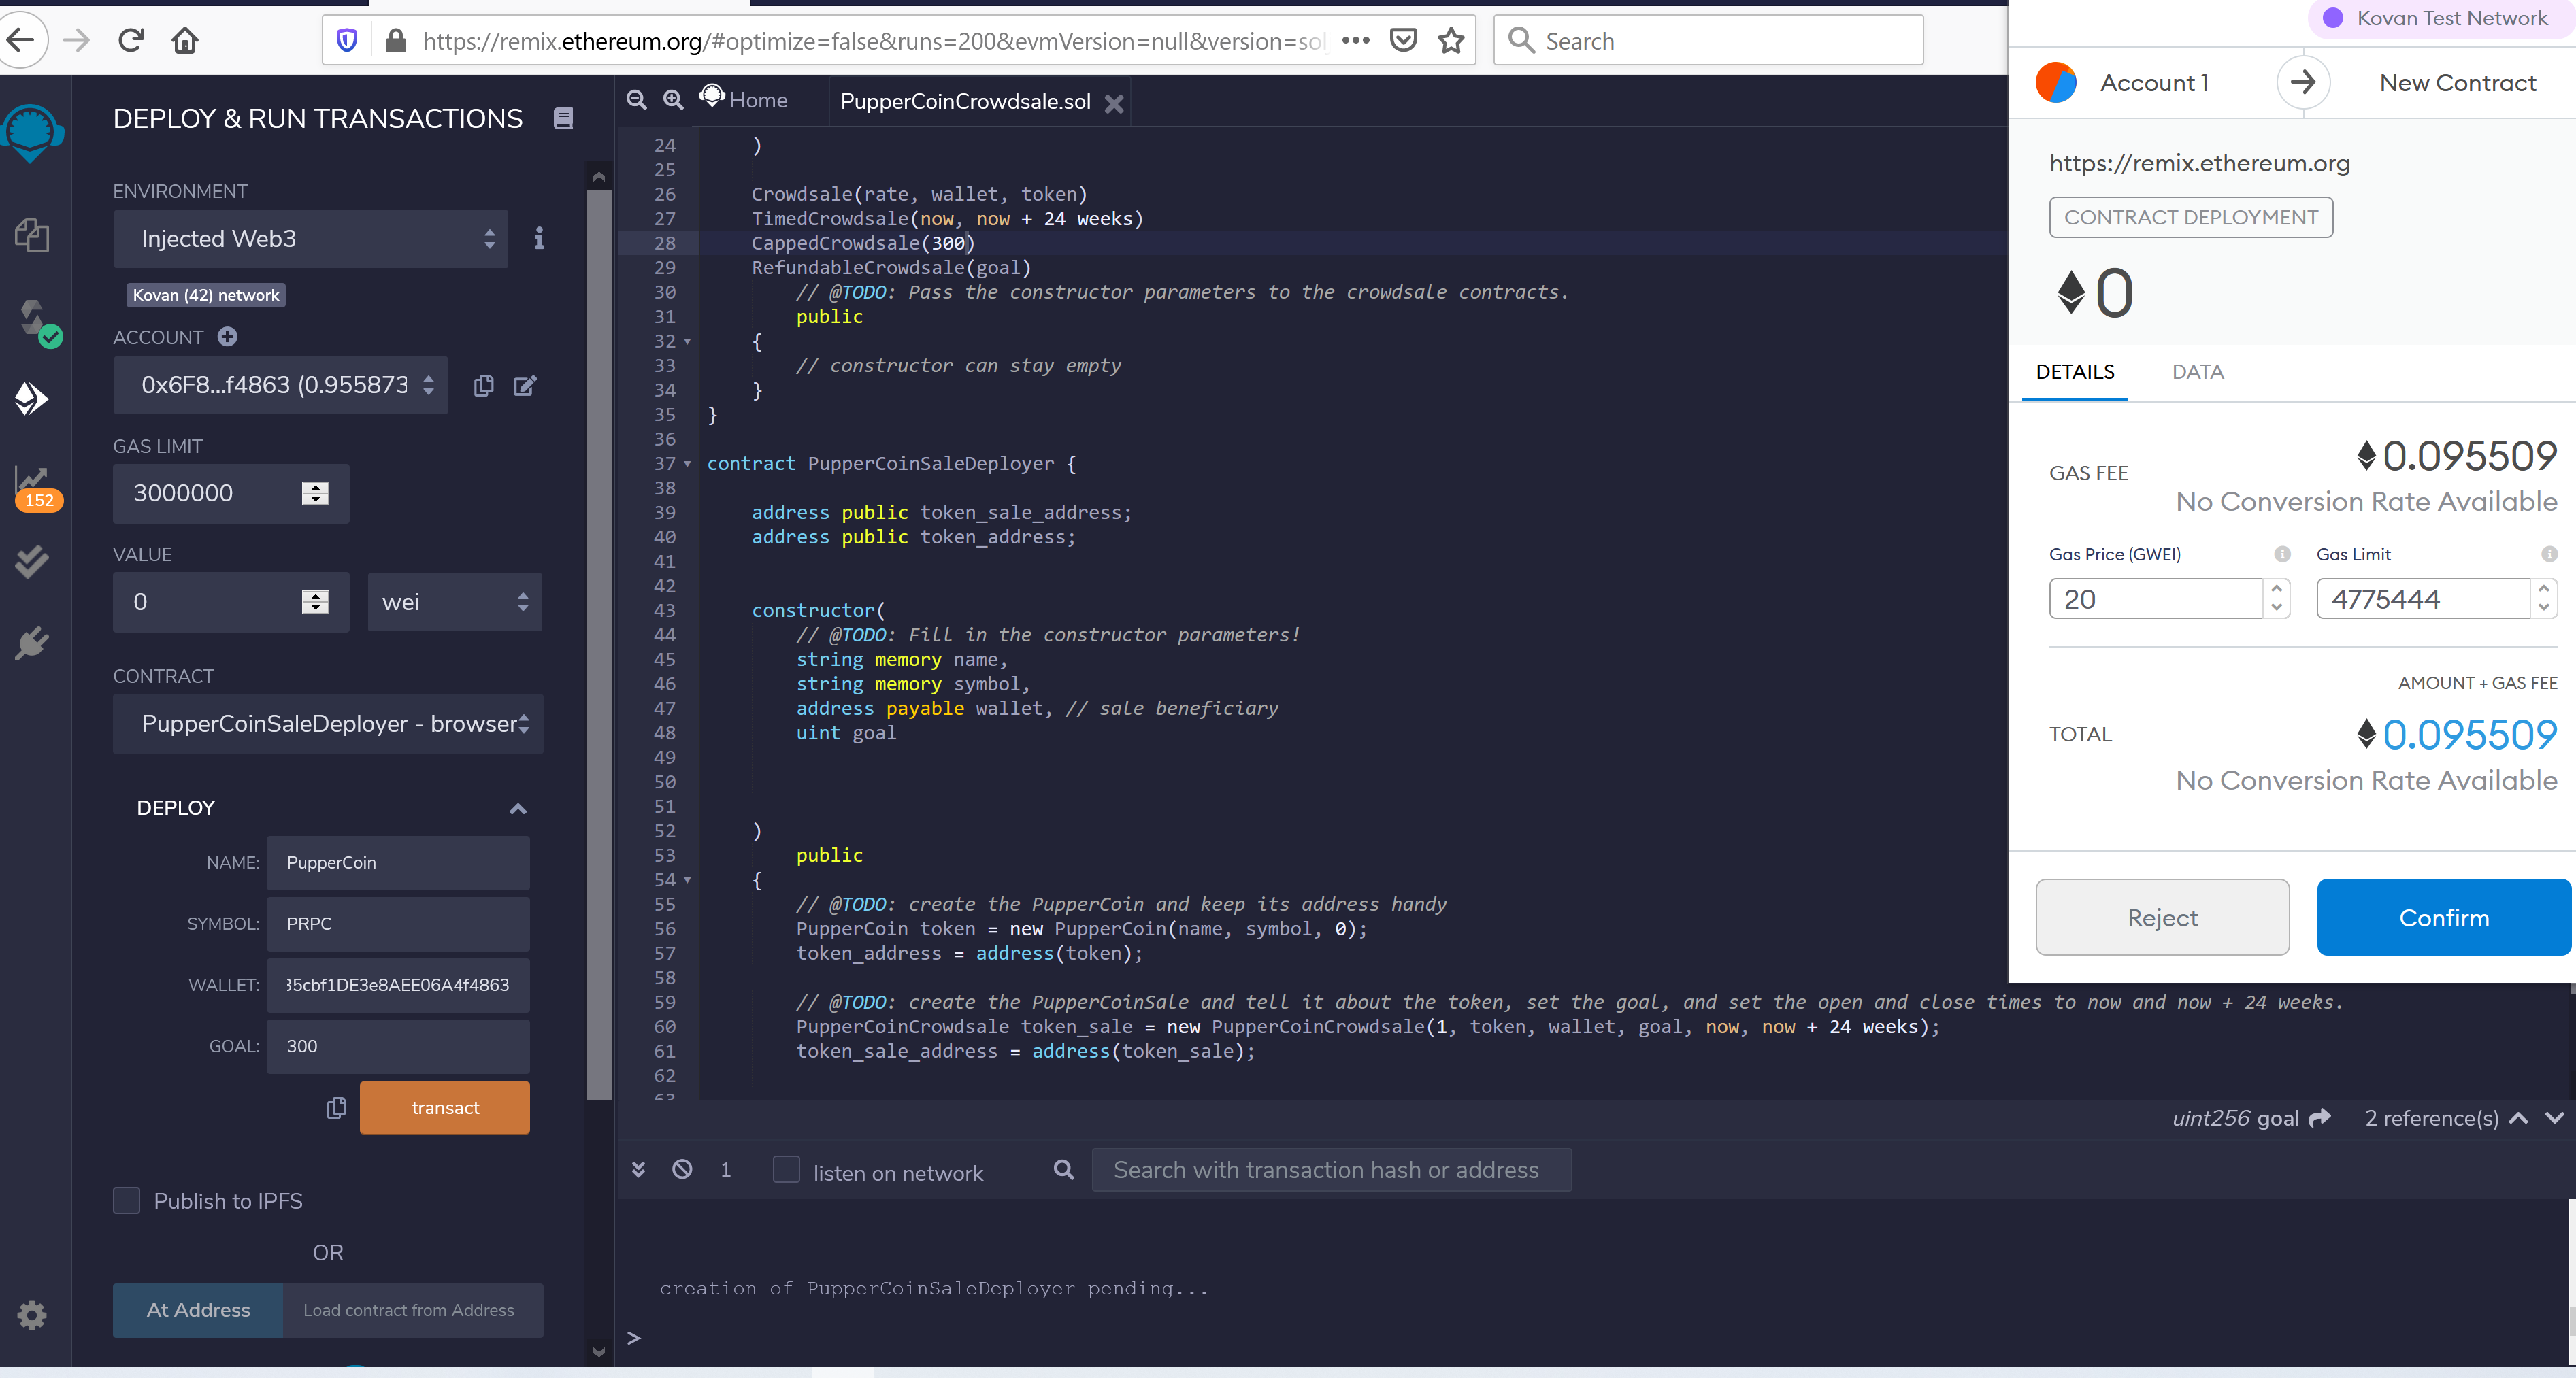 https://remix.ethereum.org/#optimize=false&runs=200&evmVersion=null&version=sol
Search
DEPLOY & RUN TRANSACTIONS
ENVIRONMENT
Injected Web3
Kovan (42) network
ACCOUNT
0x6F8...f4863 (0.955873
GAS LIMIT
3000000
VALUE
0
wei
CONTRACT
PupperCoinSaleDeployer - browser
DEPLOY
NAME:
PupperCoin
SYMBOL:
PRPC
WALLET:
35cbf1DE3e8AEE06A4f4863
GOAL:
300
transact
Publish to IPFS
OR
At Address
Load contract from Address
152
Home
PupperCoinCrowdsale.sol
24 )
25
26 Crowdsale(rate, wallet, token)
27 TimedCrowdsale(now, now + 24 weeks)
28 CappedCrowdsale(300)
29 RefundableCrowdsale(goal)
30 // @TODO: Pass the constructor parameters to the crowdsale contracts.
31 public
32 {
33 // constructor can stay empty
34 }
35 }
36
37 contract PupperCoinSaleDeployer {
38
39 address public token_sale_address;
40 address public token_address;
41
42
43 constructor(
44 // @TODO: Fill in the constructor parameters!
45 string memory name,
46 string memory symbol,
47 address payable wallet, // sale beneficiary
48 uint goal
49
50
51
52 )
53 public
54 {
55 // @TODO: create the PupperCoin and keep its address handy
56 PupperCoin token = new PupperCoin(name, symbol, 0);
57 token_address = address(token);
58
59 // @TODO: create the PupperCoinSale and tell it about the token, set the goal, and set the open and close times to now and now + 24 weeks.
60 PupperCoinCrowdsale token_sale = new PupperCoinCrowdsale(1, token, wallet, goal, now, now + 24 weeks);
61 token_sale_address = address(token_sale);
62
63
uint256 goal
2 reference(s)
1
listen on network
Search with transaction hash or address
creation of PupperCoinSaleDeployer pending...
>
Kovan Test Network
Account 1
New Contract
https://remix.ethereum.org
CONTRACT DEPLOYMENT
0
DETAILS
DATA
GAS FEE
0.095509
No Conversion Rate Available
Gas Price (GWEI)
Gas Limit
20
4775444
AMOUNT + GAS FEE
TOTAL
0.095509
No Conversion Rate Available
Reject
Confirm